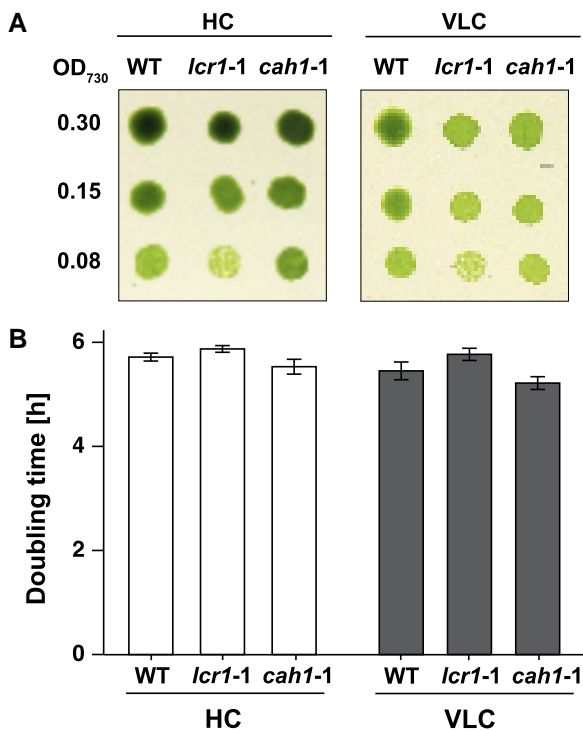 A
HC VLC
OD730 WT lcr1-1 cah1-1 WT lcr1-1 cah1-1
0.30
0.15
0.08
B
6
4
2
0
Doubling time [h]
WT lcr1-1 cah1-1 WT lcr1-1 cah1-1
HC VLC